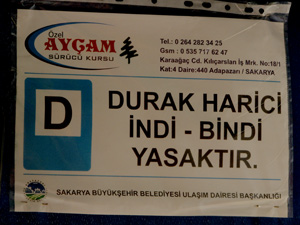 Özel
AYÇAM
SÜRÜCÜ KURSU
Tel.: 0 264 282 34 25
Gsm : 0 535 717 62 47
Karaağaç Cd. Kılıçarslan İş Mrk. No:18/1
Kat:4 Daire:440 Adapazarı / SAKARYA
D
DURAK HARİCİ
İNDİ - BİNDİ
YASAKTIR.
SAKARYA BÜYÜKŞEHİR BELEDİYESİ ULAŞIM DAİRESİ BAŞKANLIĞI